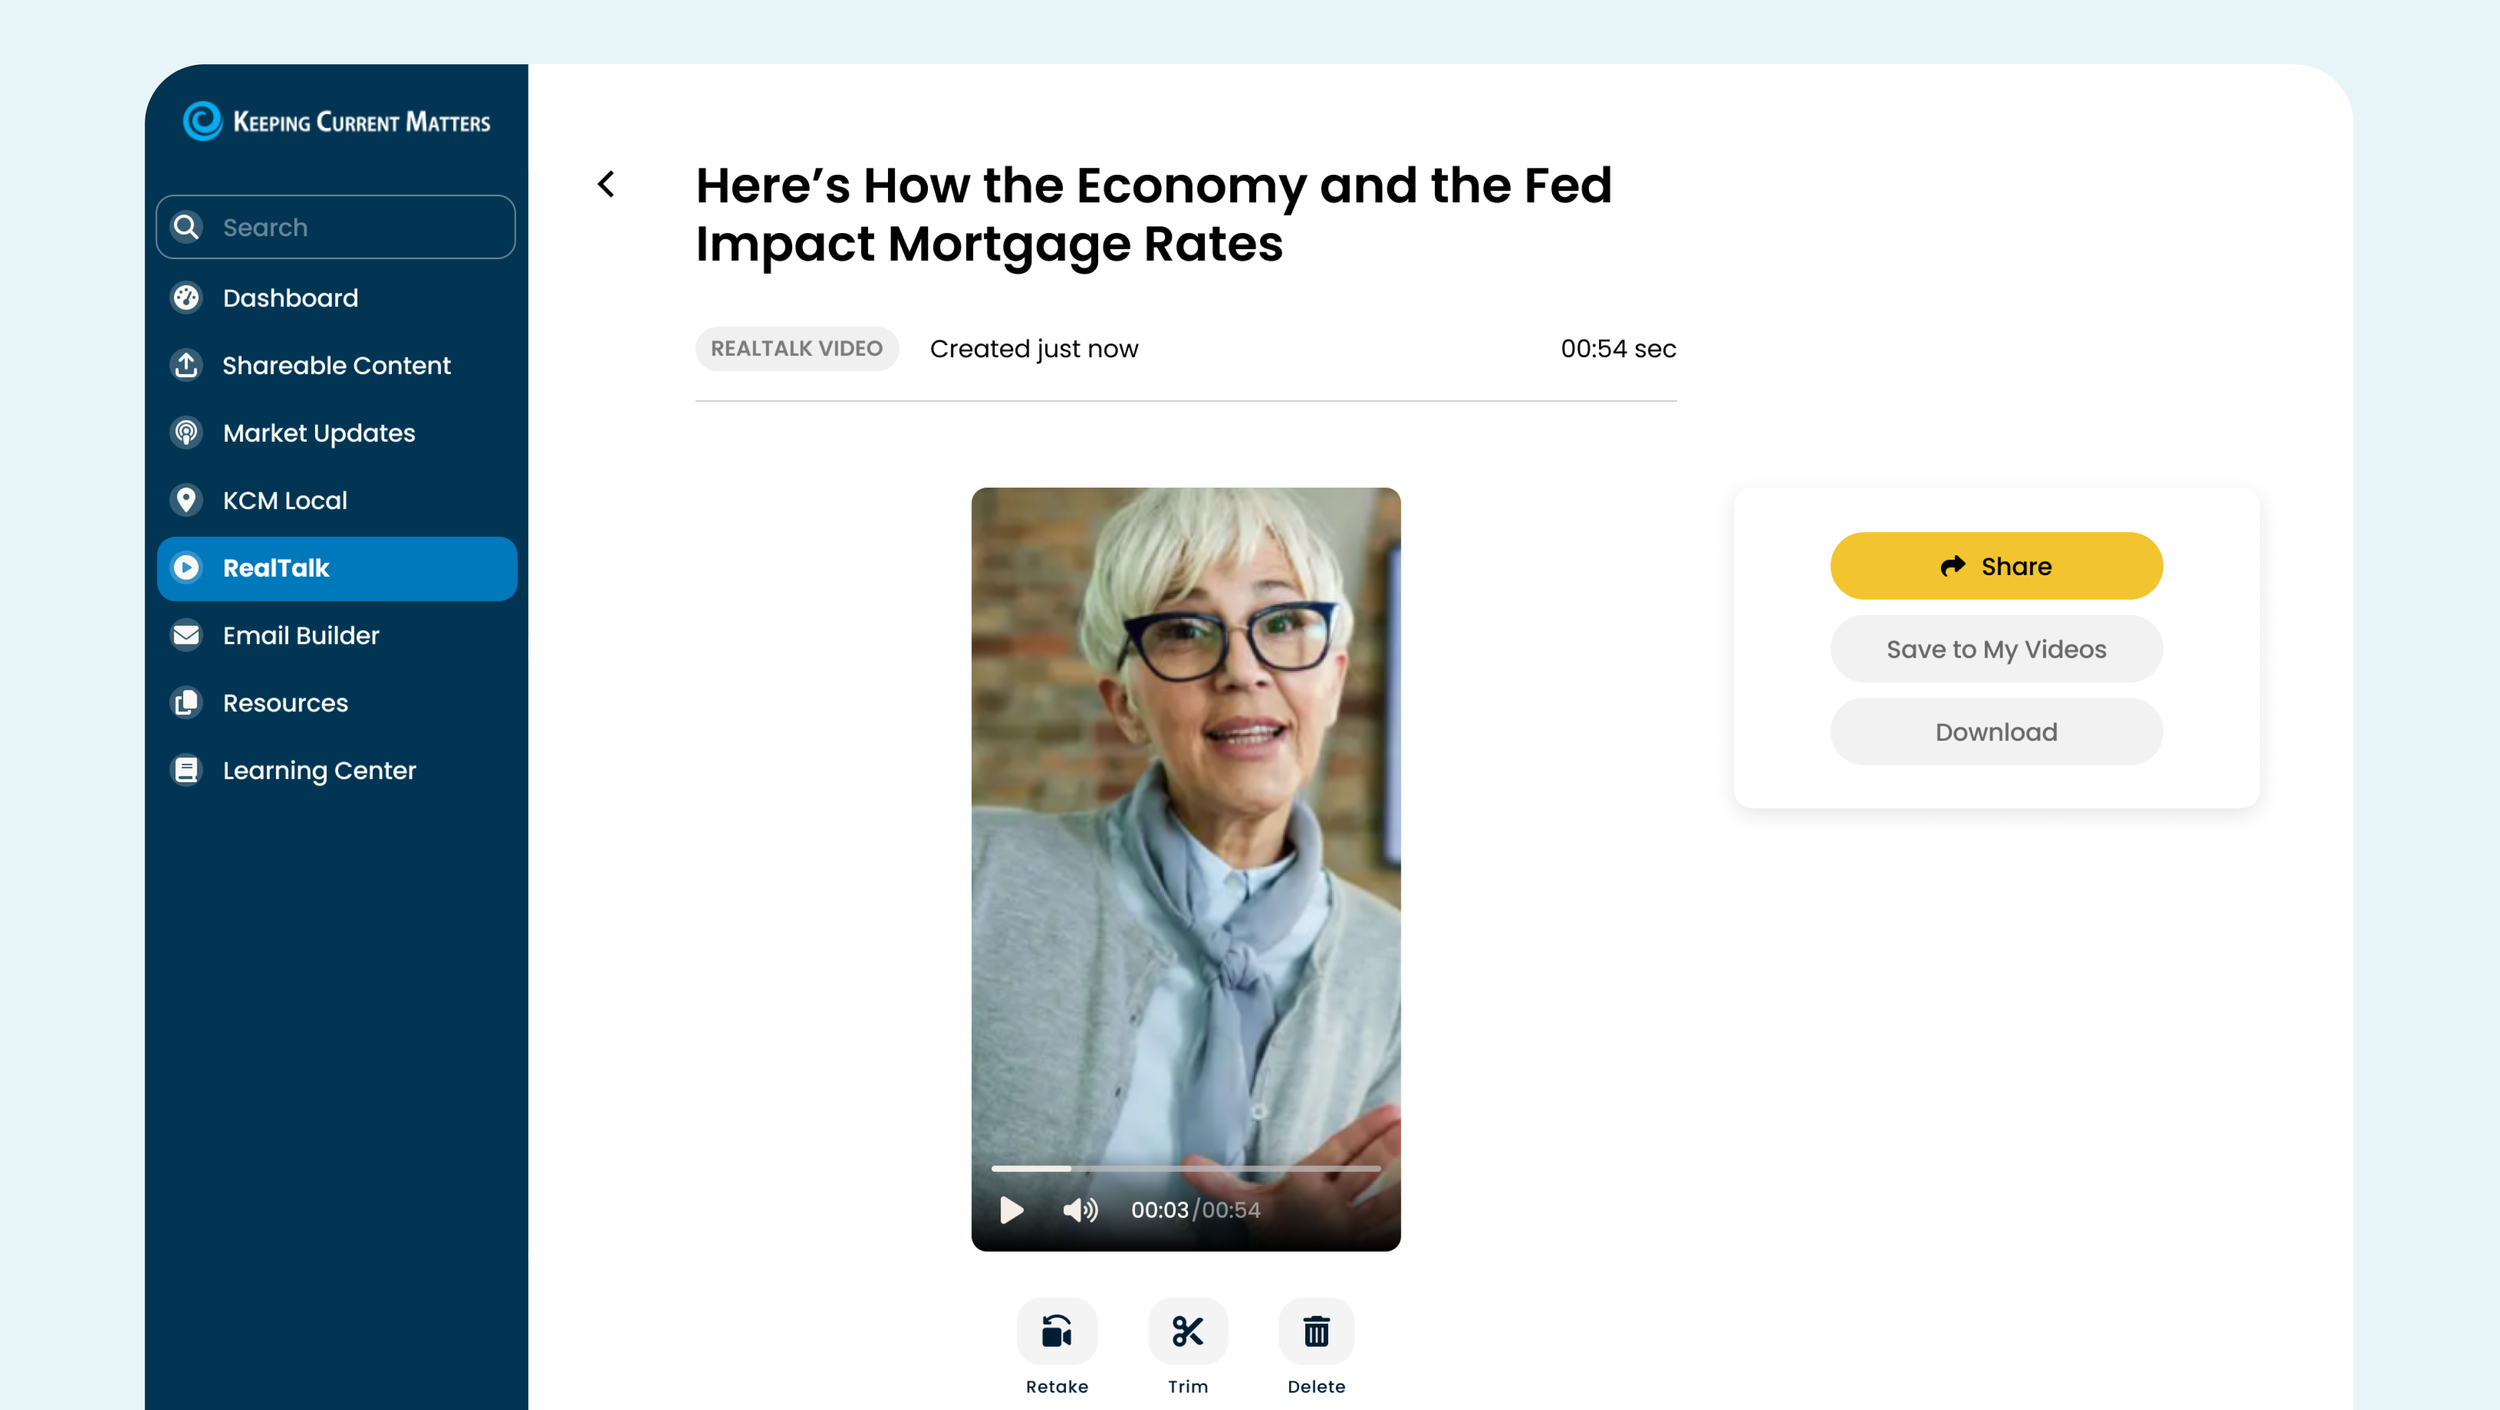 KEEPING CURRENT MATTERS
Search
Dashboard
Shareable Content
Market Updates
KCM Local
RealTalk
Email Builder
Resources
Learning Center
Here’s How the Economy and the Fed
Impact Mortgage Rates
REALTALK VIDEO Created just now 00:54 sec
Share
Save to My Videos
Download
00:03/00:54
Retake Trim Delete